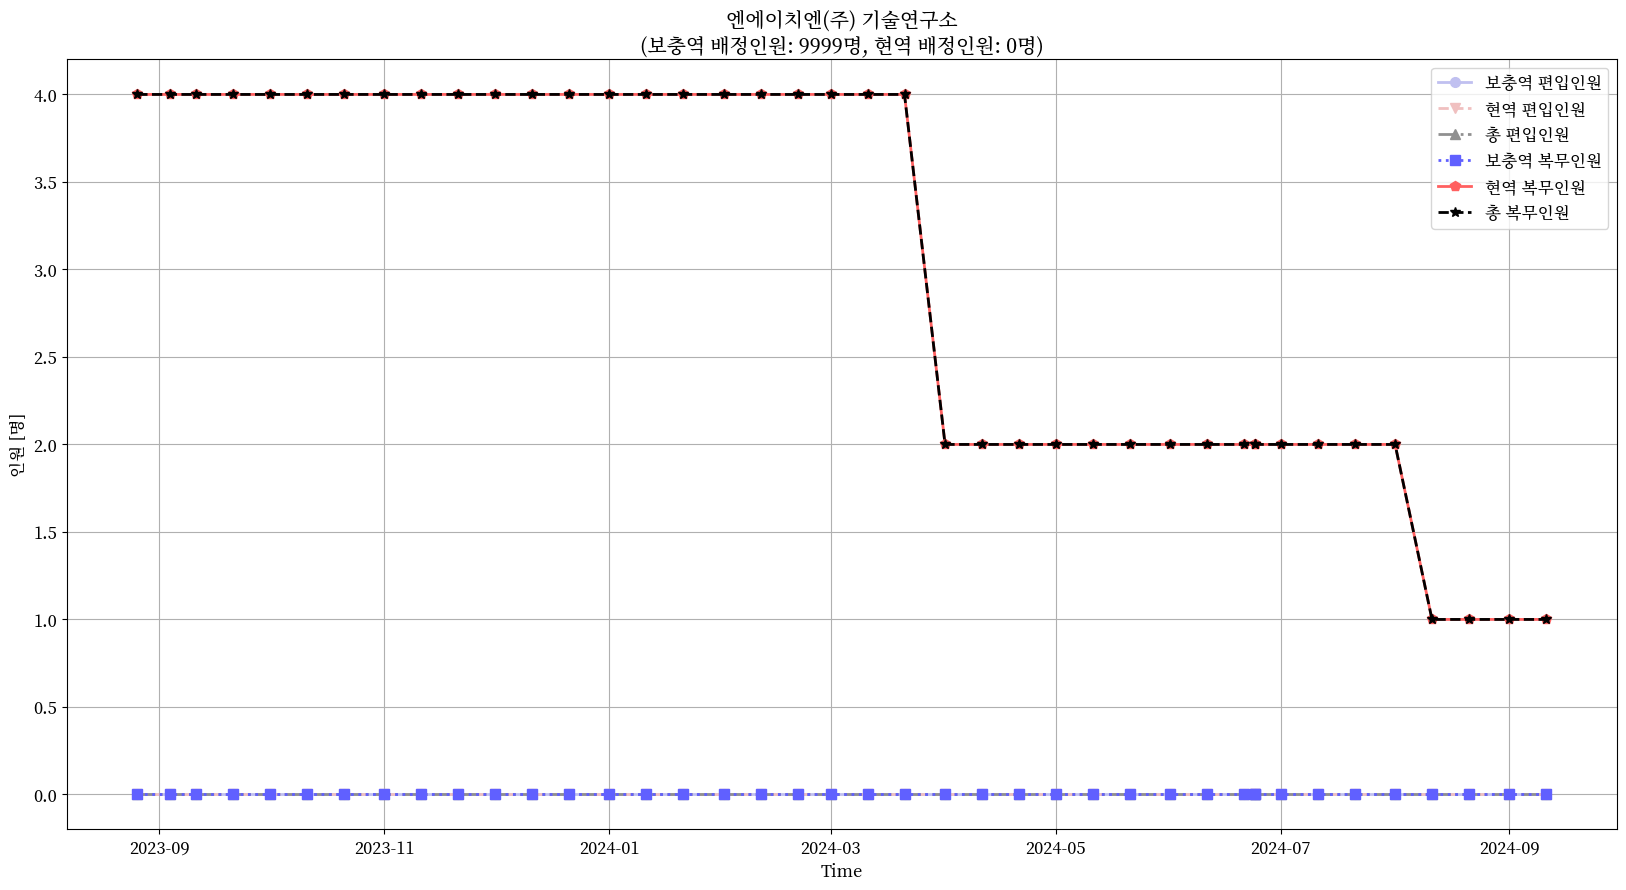 엔에이치엔(주) 기술연구소
(보충역 배정인원: 9999명, 현역 배정인원: 0명)
보충역 편입인원
현역 편입인원
총 편입인원
보충역 복무인원
현역 복무인원
총 복무인원
인원 [명]
4.0
3.5
3.0
2.5
2.0
1.5
1.0
0.5
0.0
2023-09
2023-11
2024-01
2024-03
2024-05
2024-07
2024-09
Time